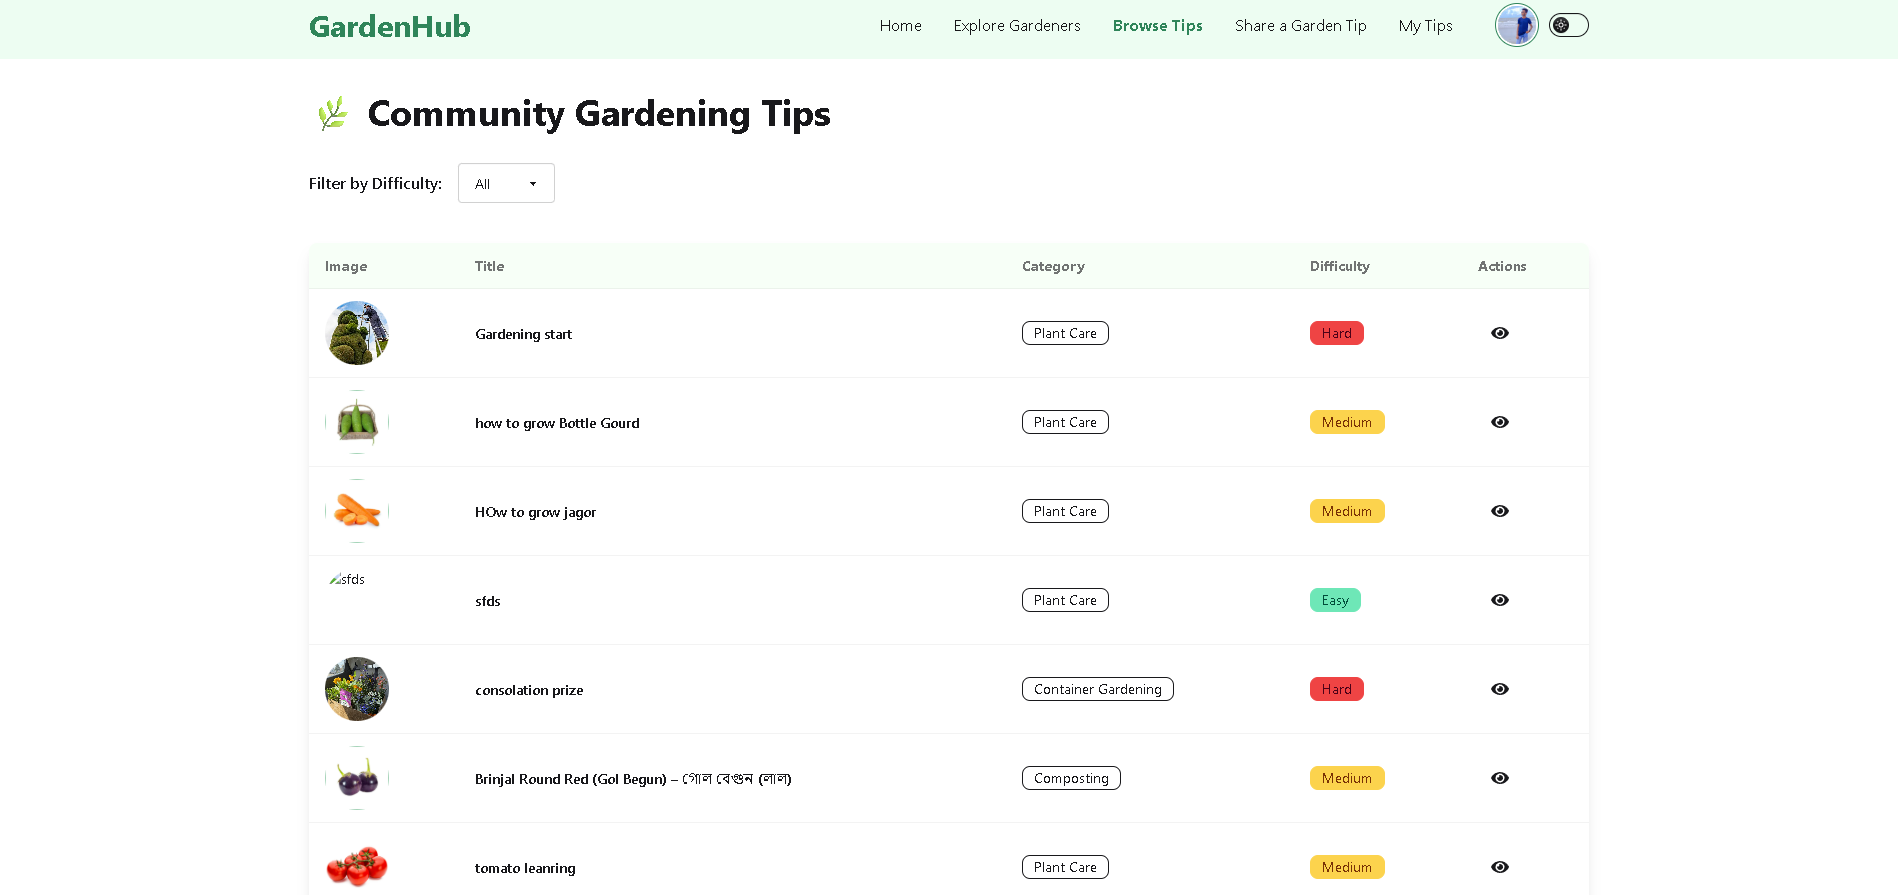 GardenHub
Home Explore Gardeners Browse Tips Share a Garden Tip My Tips
Community Gardening Tips
Filter by Difficulty: All
Image Title Category Difficulty Actions
Gardening start Plant Care Hard
how to grow Bottle Gourd Plant Care Medium
HOw to grow jagor Plant Care Medium
sfds
sfds Plant Care Easy
consolation prize Container Gardening Hard
Brinjal Round Red (Gol Begun) – গোল বেগুন (লাল) Composting Medium
tomato leanring Plant Care Medium